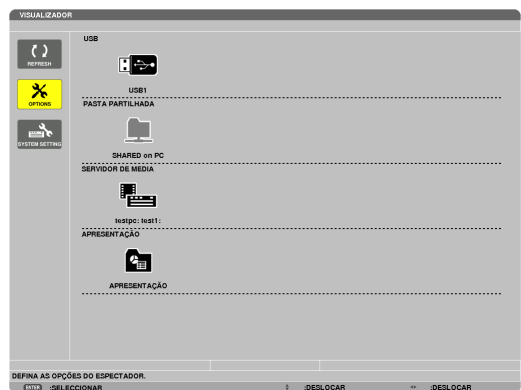 VISUALIZADOR
REFRESH
OPTIONS
SYSTEM SETTING
USB
USB1
PASTA PARTILHADA
SHARED on PC
SERVIDOR DE MEDIA
testpc: test1:
APRESENTAÇÃO
APRESENTAÇÃO
DEFINA AS OPÇÕES DO ESPECTADOR.
ENTER :SELECCIONAR :DESLOCAR :DESLOCAR